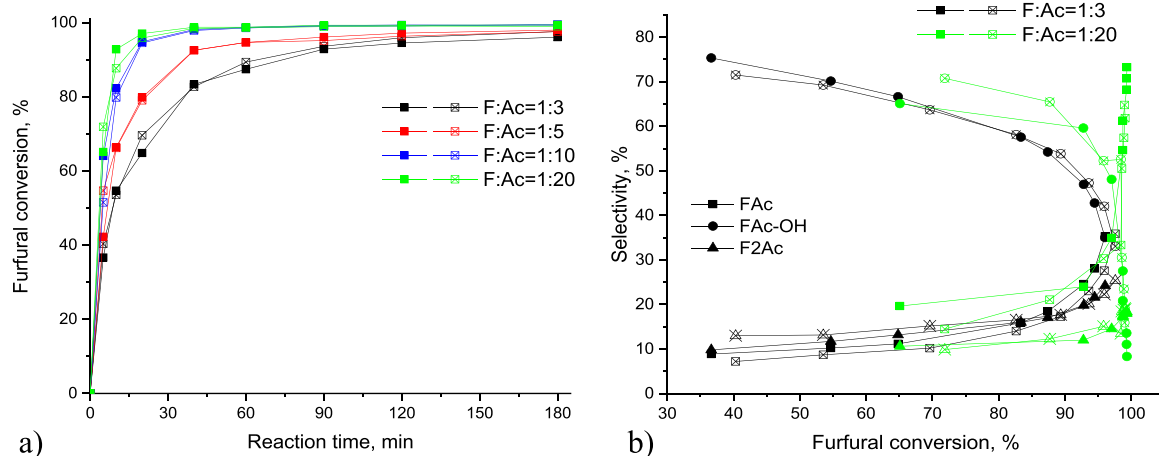 Furfural conversion, %
100
80
60
40
20
0
0
30
60
90
120
150
180
Reaction time, min
F:Ac=1:3
F:Ac=1:5
F:Ac=1:10
F:Ac=1:20
a)
Selectivity, %
80
70
60
50
40
30
20
10
0
30
40
50
60
70
80
90
100
Furfural conversion, %
F:Ac=1:3
F:Ac=1:20
FAc
FAc-OH
F2Ac
b)